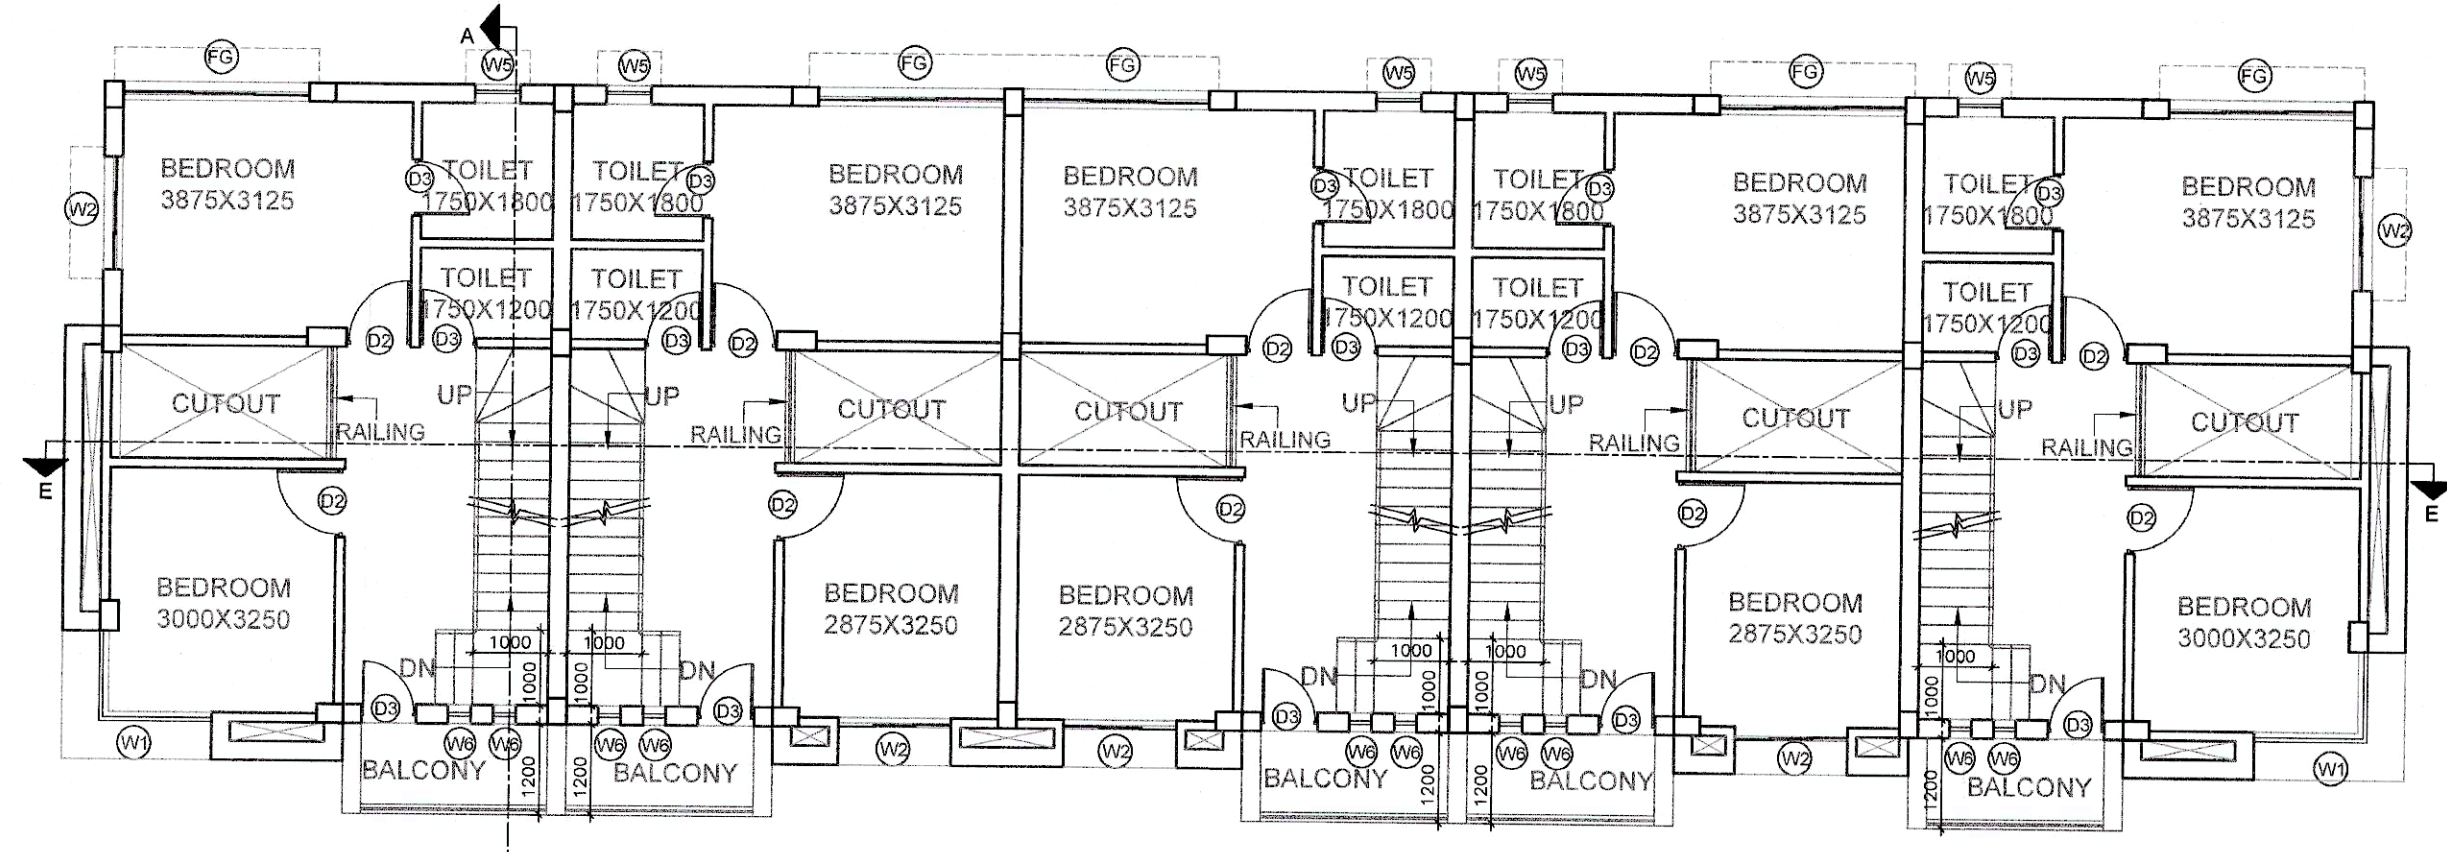 A
FG
W5
W5
FG
FG
W5
W5
FG
W5
FG
BEDROOM
3875X3125
D3
TOILET
1750X1800
TOILET
1750X1800
D3
BEDROOM
3875X3125
BEDROOM
3875X3125
D3
TOILET
1750X1800
TOILET
1750X1800
D3
BEDROOM
3875X3125
TOILET
1750X1800
D3
BEDROOM
3875X3125
W2
W2
TOILET
1750X1200
TOILET
1750X1200
TOILET
1750X1200
TOILET
1750X1200
TOILET
1750X1200
D2
D3
D3
D2
D2
D3
D3
D2
D3
D2
CUTOUT
UP
UP
CUTOUT
CUTOUT
UP
UP
CUTOUT
UP
CUTOUT
RAILING
RAILING
RAILING
RAILING
RAILING
E
E
D2
D2
D2
D2
D2
BEDROOM
3000X3250
BEDROOM
2875X3250
BEDROOM
2875X3250
BEDROOM
2875X3250
BEDROOM
3000X3250
1000
1000
1000
1000
1000
DN
DN
DN
DN
DN
1000
1000
1000
1000
1000
D3
D3
D3
D3
D3
W1
W6
W6
W6
W6
W2
W2
W6
W6
W6
W6
W2
W6
W6
W1
BALCONY
BALCONY
BALCONY
BALCONY
BALCONY
1200
1200
1200
1200
1200